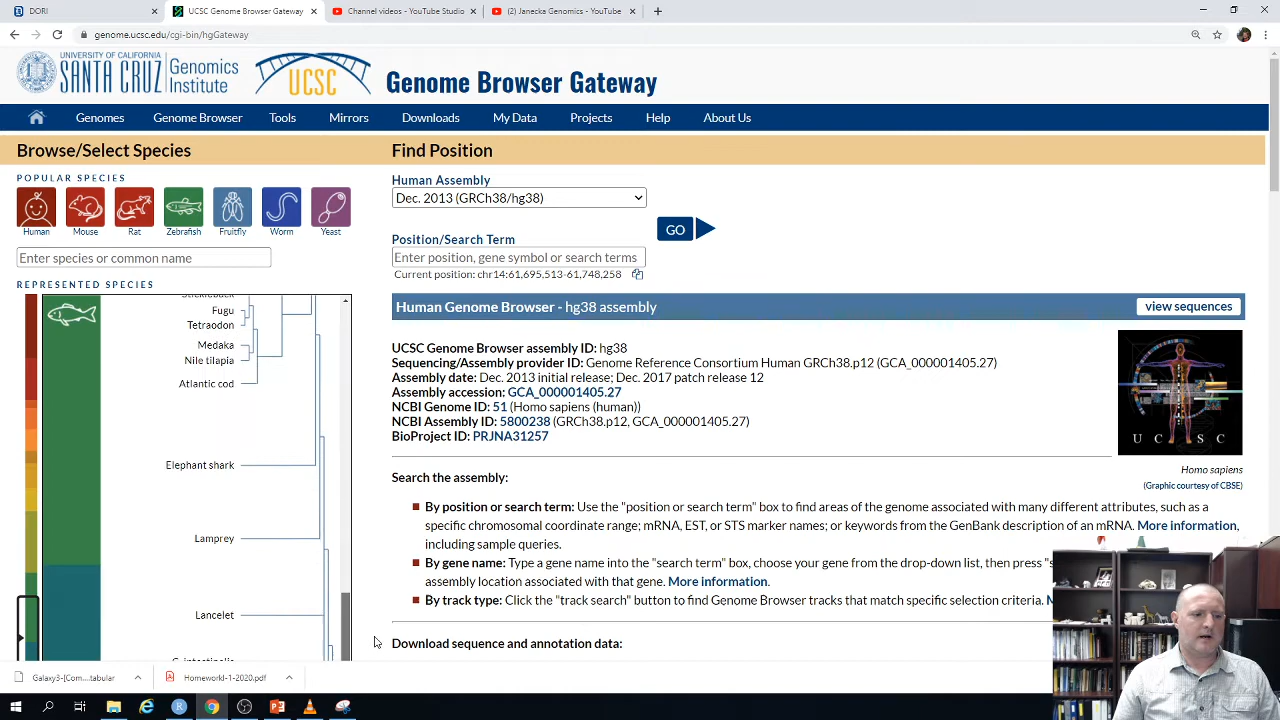 DORI
UCSC Genome Browser Gateway
Channel videos - YouTube Studio
(2) Janecka Genomics - YouTube
genome.ucsc.edu/cgi-bin/hgGateway
UNIVERSITY OF CALIFORNIA
SANTA CRUZ
Genomics
Institute
UCSC
Genome Browser Gateway
Genomes
Genome Browser
Tools
Mirrors
Downloads
My Data
Projects
Help
About Us
Browse/Select Species
Find Position
POPULAR SPECIES
Human
Mouse
Rat
Zebrafish
Fruitfly
Worm
Yeast
Enter species or common name
REPRESENTED SPECIES
Fugu
Tetraodon
Medaka
Nile tilapia
Atlantic cod
Elephant shark
Lamprey
Lancelet
Human Assembly
Dec. 2013 (GRCh38/hg38)
GO
Position/Search Term
Enter position, gene symbol or search terms
Current position: chr14:61,695,513-61,748,258
Human Genome Browser - hg38 assembly
view sequences
UCSC Genome Browser assembly ID: hg38
Sequencing/Assembly provider ID: Genome Reference Consortium Human GRCh38.p12 (GCA_000001405.27)
Assembly date: Dec. 2013 initial release; Dec. 2017 patch release 12
Assembly accession: GCA_000001405.27
NCBI Genome ID: 51 (Homo sapiens (human))
NCBI Assembly ID: 5800238 (GRCh38.p12, GCA_000001405.27)
BioProject ID: PRJNA31257
U C S C
Homo sapiens
(Graphic courtesy of CBSE)
Search the assembly:
By position or search term: Use the "position or search term" box to find areas of the genome associated with many different attributes, such as a
specific chromosomal coordinate range; mRNA, EST, or STS marker names; or keywords from the GenBank description of an mRNA. More information,
including sample queries.
By gene name: Type a gene name into the "search term" box, choose your gene from the drop-down list, then press "s
assembly location associated with that gene. More information.
By track type: Click the "track search" button to find Genome Browser tracks that match specific selection criteria. M
Download sequence and annotation data:
Galaxy3-[Com....tabular
HomeworkI-1-2020.pdf